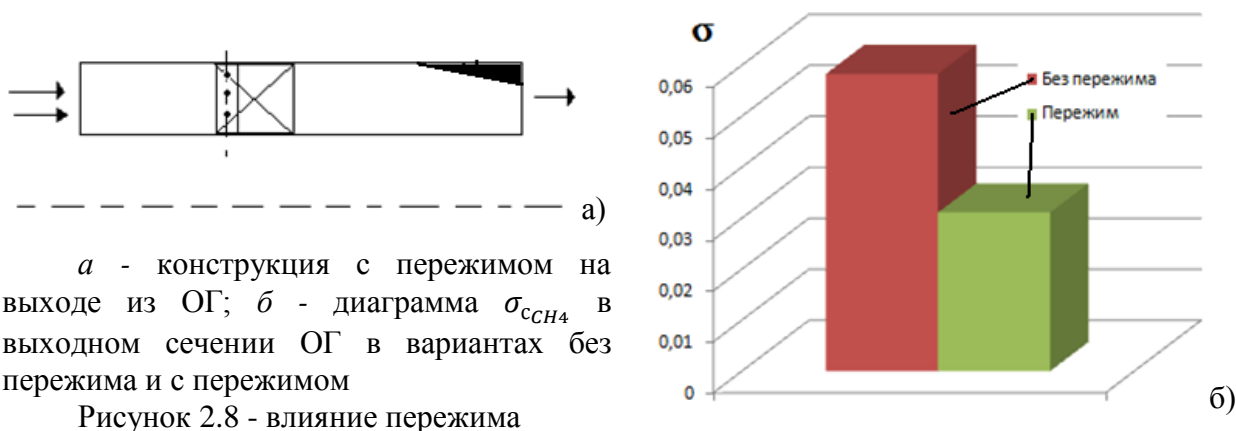 а)
а - конструкция с пережимом на
выходе из ОГ; б - диаграмма σ_{с_{CH4}} в
выходном сечении ОГ в вариантах без
пережима и с пережимом
Рисунок 2.8 - влияние пережима
σ
0,06
0,05
0,04
0,03
0,02
0,01
0
Без пережима
Пережим
б)